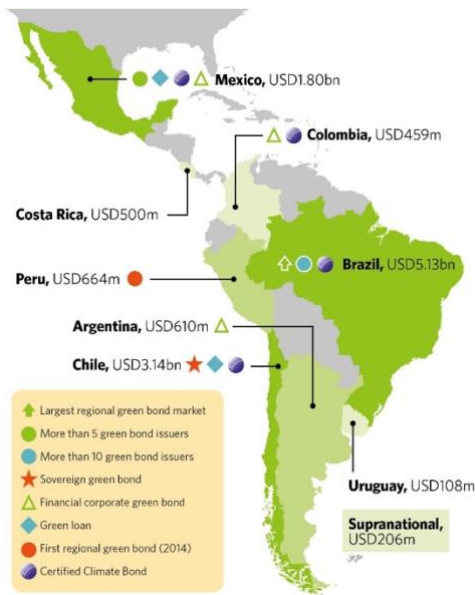 Mexico, USD1.80bn
Colombia, USD459m
Costa Rica, USD500m
Brazil, USD5.13bn
Peru, USD664m
Argentina, USD610m
Chile, USD3.14bn
Largest regional green bond market
More than 5 green bond issuers
More than 10 green bond issuers
Sovereign green bond
Financial corporate green bond
Green loan
First regional green bond (2014)
Certified Climate Bond
Uruguay, USD108m
Supranational,
USD206m